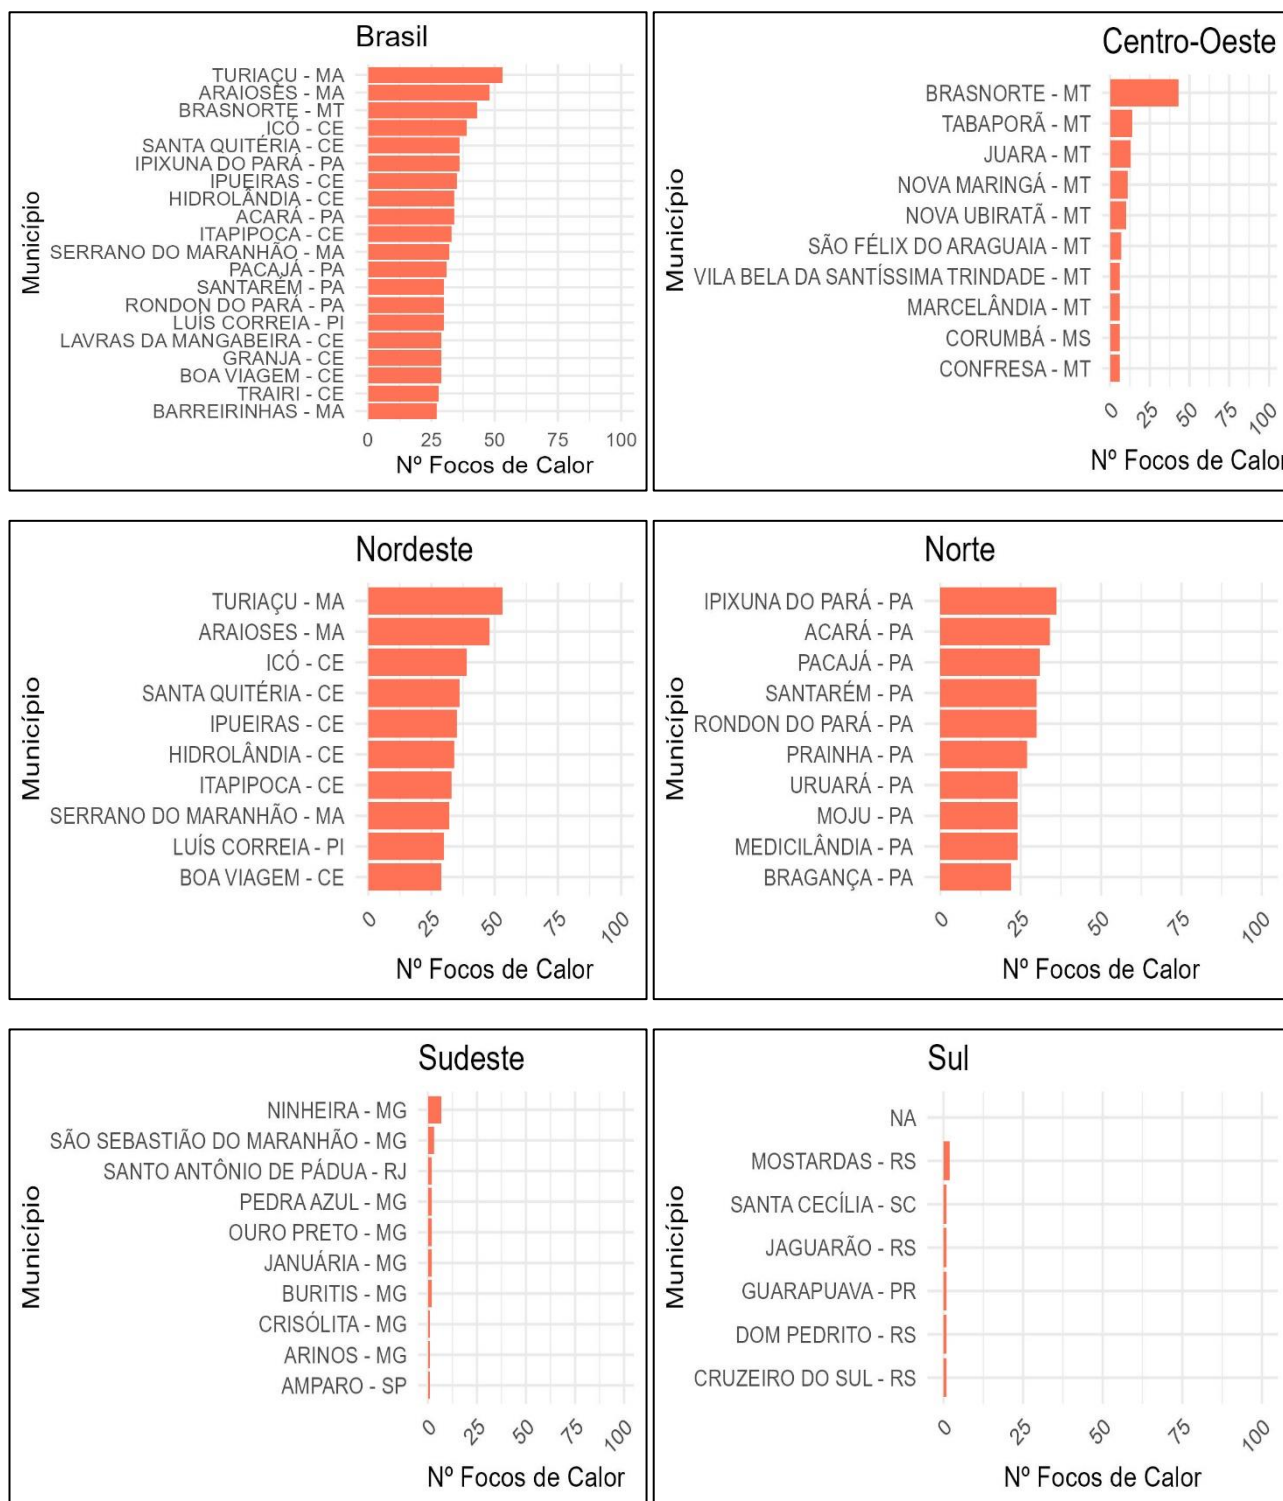 Brasil
Município
TURIAÇU - MA
ARAIOSES - MA
BRASNORTE - MT
ICÓ - CE
SANTA QUITÉRIA - CE
IPIXUNA DO PARÁ - PA
IPUEIRAS - CE
HIDROLÂNDIA - CE
ACARÁ - PA
ITAPIPOCA - CE
SERRANO DO MARANHÃO - MA
PACAJÁ - PA
SANTARÉM - PA
RONDON DO PARÁ - PA
LUÍS CORREIA - PI
LAVRAS DA MANGABEIRA - CE
GRANJA - CE
BOA VIAGEM - CE
TRAIRI - CE
BARREIRINHAS - MA
0 25 50 75 100
Nº Focos de Calor
Centro-Oeste
Município
BRASNORTE - MT
TABAPORÃ - MT
JUARA - MT
NOVA MARINGÁ - MT
NOVA UBIRATÃ - MT
SÃO FÉLIX DO ARAGUAIA - MT
VILA BELA DA SANTÍSSIMA TRINDADE - MT
MARCELÂNDIA - MT
CORUMBÁ - MS
CONFRESA - MT
0 25 50 75 100
Nº Focos de Calor
Nordeste
Município
TURIAÇU - MA
ARAIOSES - MA
ICÓ - CE
SANTA QUITÉRIA - CE
IPUEIRAS - CE
HIDROLÂNDIA - CE
ITAPIPOCA - CE
SERRANO DO MARANHÃO - MA
LUÍS CORREIA - PI
BOA VIAGEM - CE
0 25 50 75 100
Nº Focos de Calor
Norte
Município
IPIXUNA DO PARÁ - PA
ACARÁ - PA
PACAJÁ - PA
SANTARÉM - PA
RONDON DO PARÁ - PA
PRAINHA - PA
URUARÁ - PA
MOJU - PA
MEDICILÂNDIA - PA
BRAGANÇA - PA
0 25 50 75 100
Nº Focos de Calor
Sudeste
Município
NINHEIRA - MG
SÃO SEBASTIÃO DO MARANHÃO - MG
SANTO ANTÔNIO DE PÁDUA - RJ
PEDRA AZUL - MG
OURO PRETO - MG
JANUÁRIA - MG
BURITIS - MG
CRISÓLITA - MG
ARINOS - MG
AMPARO - SP
0 25 50 75 100
Nº Focos de Calor
Sul
Município
NA
MOSTARDAS - RS
SANTA CECÍLIA - SC
JAGUARÃO - RS
GUARAPUAVA - PR
DOM PEDRITO - RS
CRUZEIRO DO SUL - RS
0 25 50 75 100
Nº Focos de Calor